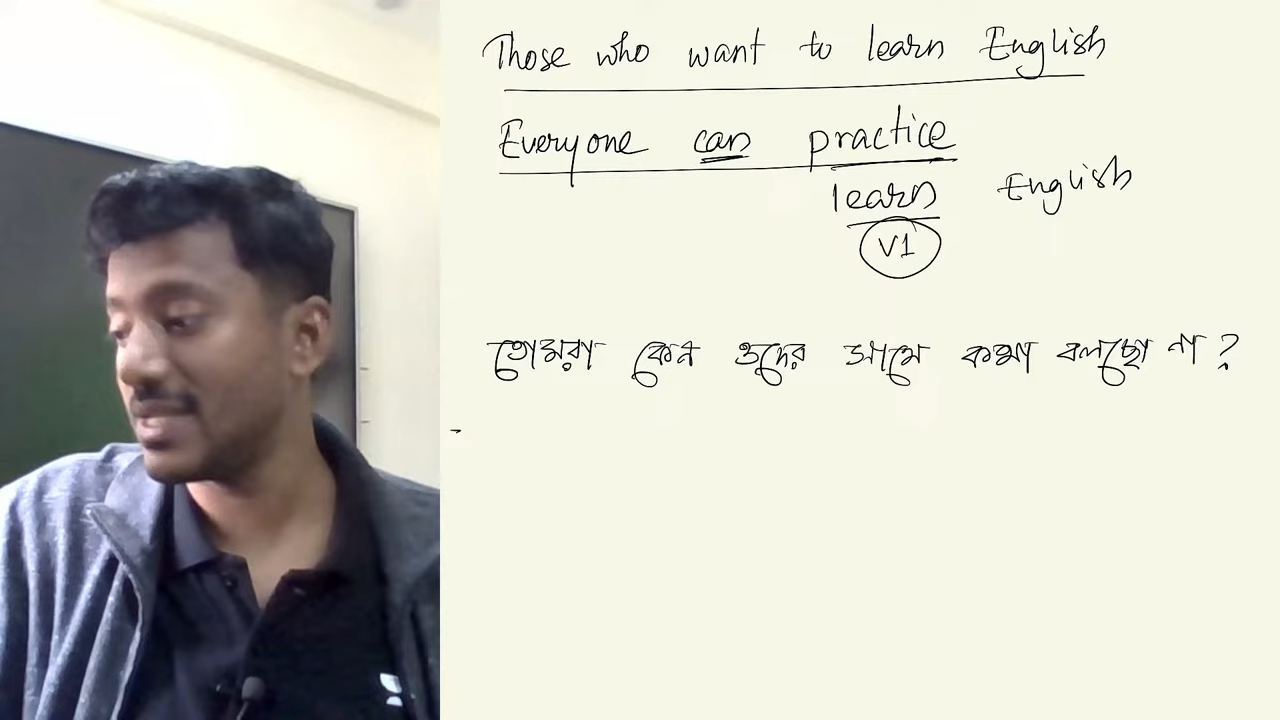 Those who want to learn English
Everyone can practice
learn English
V1
তোমরা কেন ওদের সাথে কথা বলছো না?